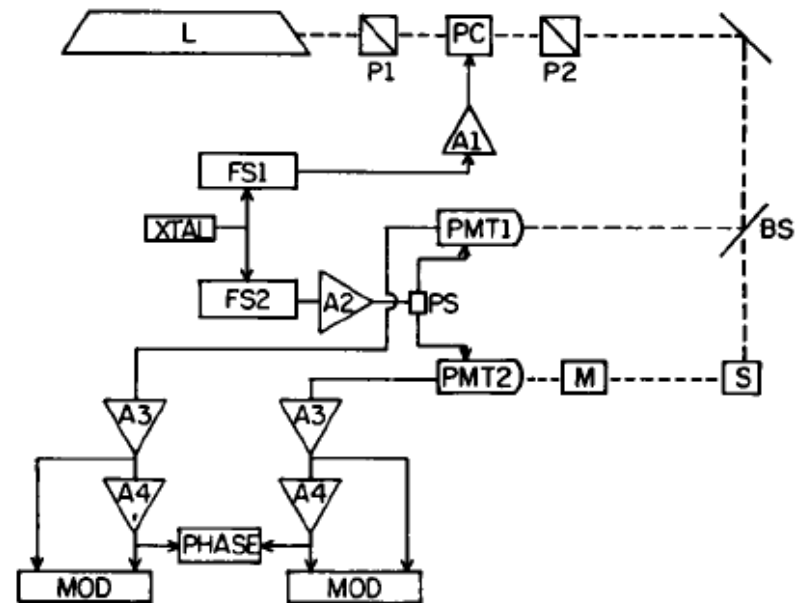 L
PC
P1
P2
A1
FS1
XTAL
PMT1
BS
FS2
A2
PS
PMT2
M
S
A3
A3
A4
A4
PHASE
MOD
MOD